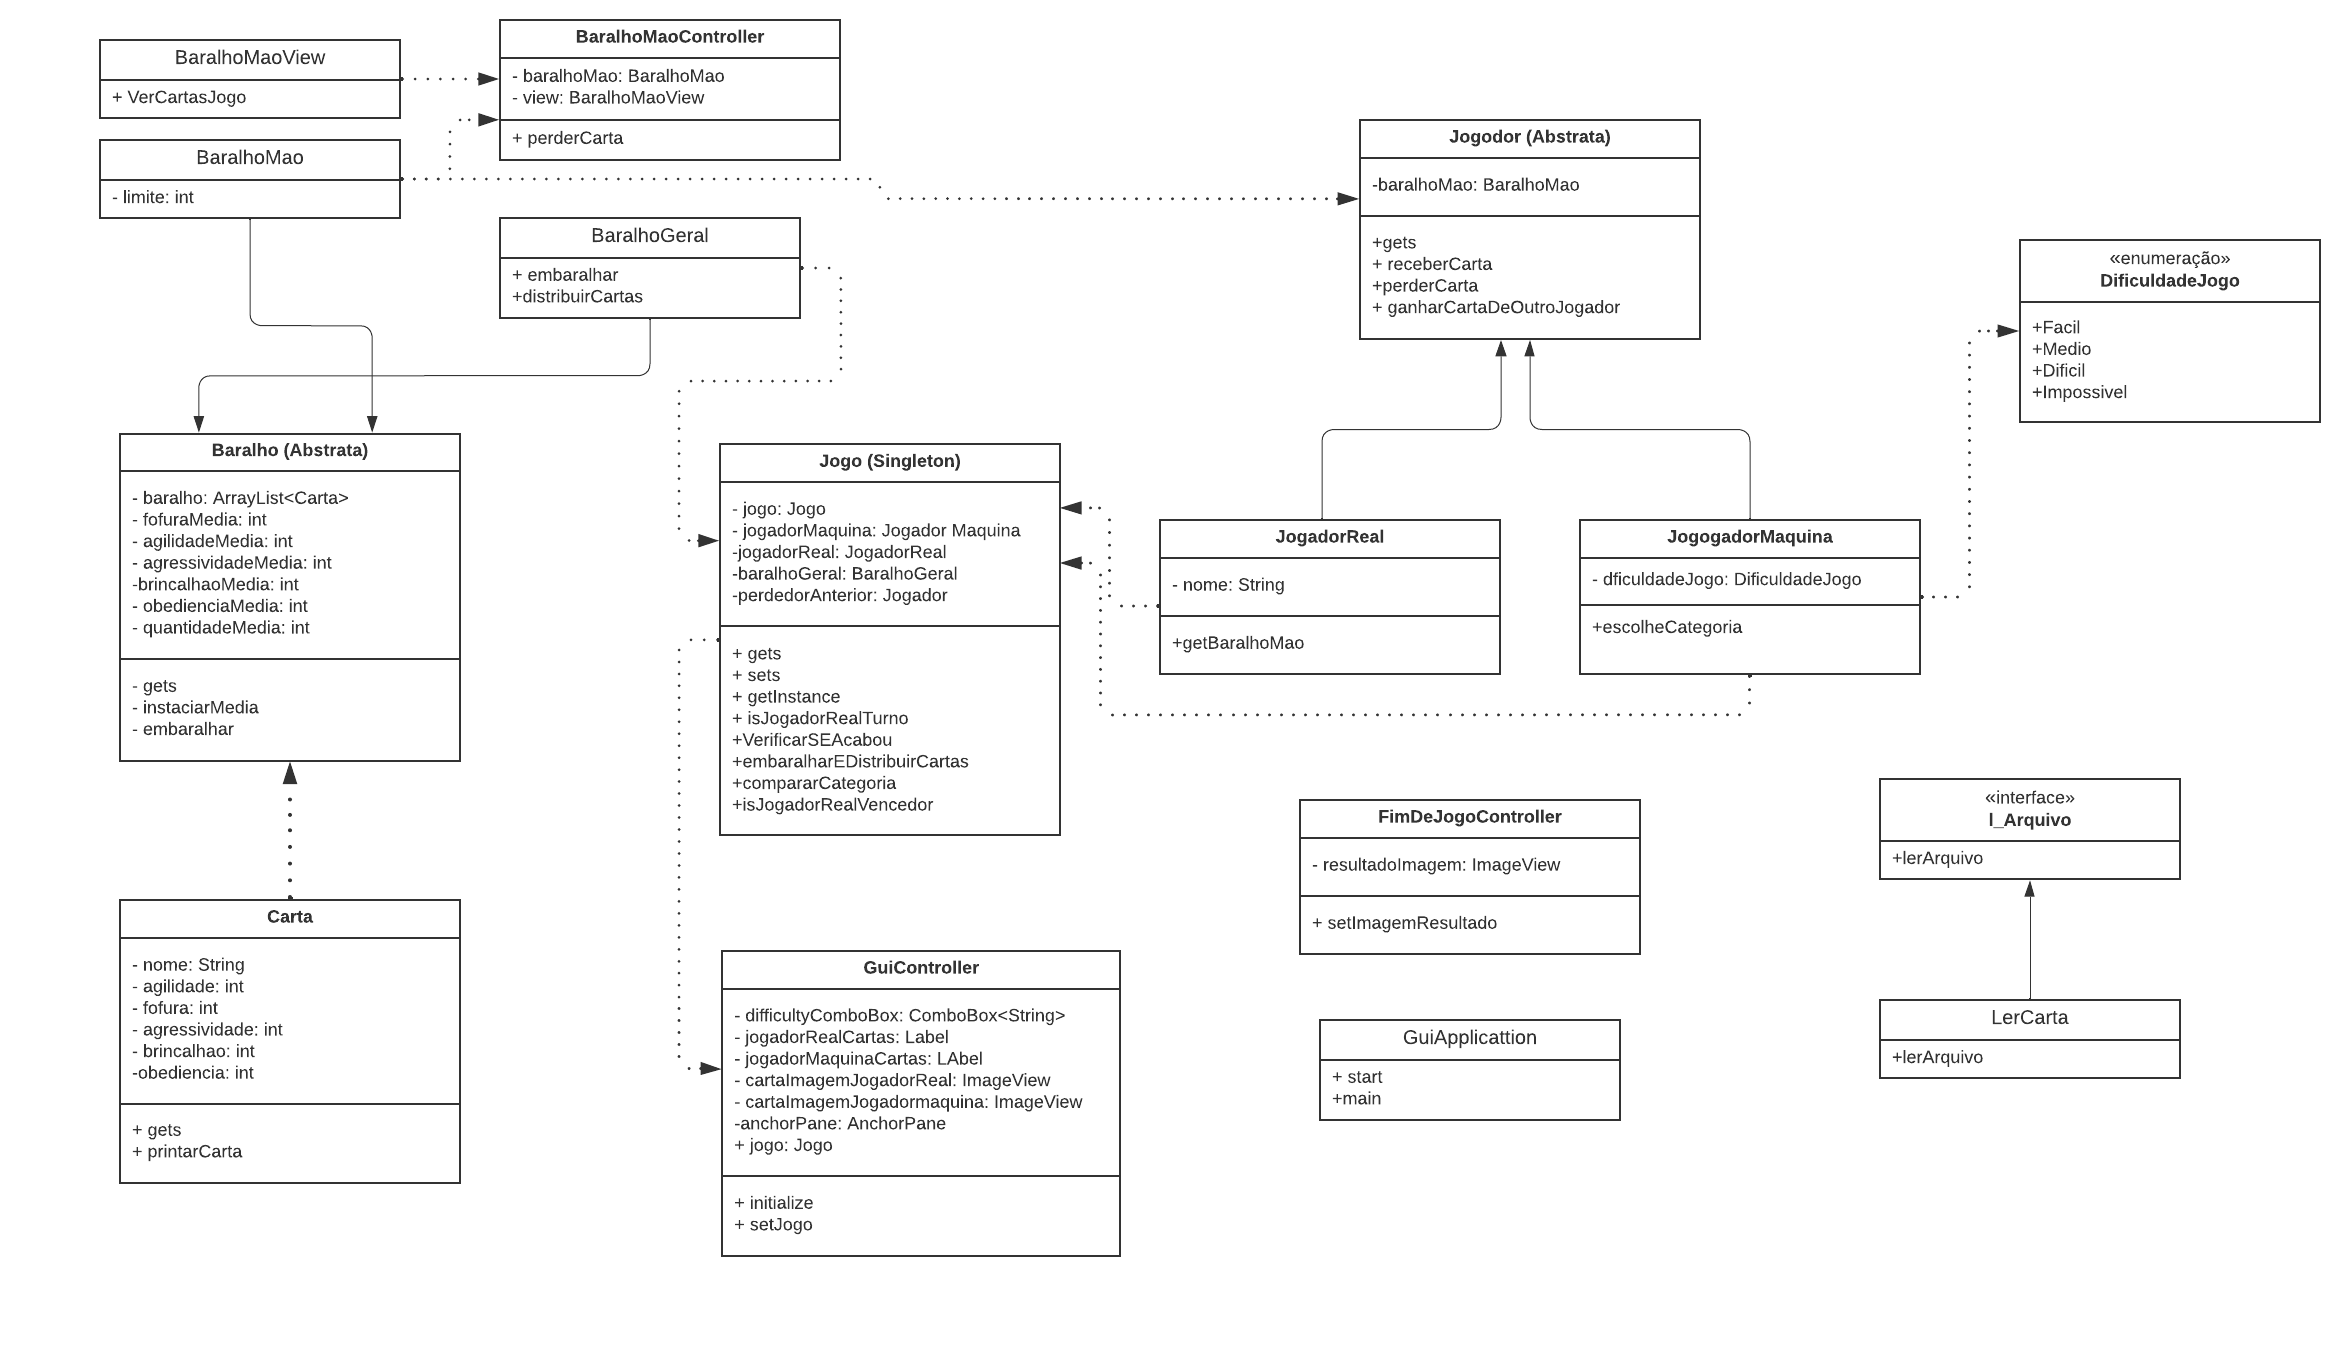 BaralhoMaoView
+ VerCartasJogo
BaralhoMaoController
- baralhoMao: BaralhoMao
- view: BaralhoMaoView
+ perderCarta
BaralhoMao
- limite: int
BaralhoGeral
+ embaralhar
+distribuirCartas
Jogodor (Abstrata)
-baralhoMao: BaralhoMao
+gets
+ receberCarta
+perderCarta
+ ganharCartaDeOutroJogador
«enumeração»
DificuldadeJogo
+Facil
+Medio
+Dificil
+Impossivel
Baralho (Abstrata)
- baralho: ArrayList<Carta>
- fofuraMedia: int
- agilidadeMedia: int
- agressividadeMedia: int
-brincalhaoMedia: int
- obedienciaMedia: int
- quantidadeMedia: int
- gets
- instaciarMedia
- embaralhar
Jogo (Singleton)
- jogo: Jogo
- jogadorMaquina: Jogador Maquina
-jogadorReal: JogadorReal
-baralhoGeral: BaralhoGeral
-perdedorAnterior: Jogador
+ gets
+ sets
+ getInstance
+ isJogadorRealTurno
+VerificarSEAcabou
+embaralharEDistribuirCartas
+compararCategoria
+isJogadorRealVencedor
JogadorReal
- nome: String
+getBaralhoMao
JogogadorMaquina
- dficuldadeJogo: DificuldadeJogo
+escolheCategoria
Carta
- nome: String
- agilidade: int
- fofura: int
- agressividade: int
- brincalhao: int
-obediencia: int
+ gets
+ printarCarta
GuiController
- difficultyComboBox: ComboBox<String>
- jogadorRealCartas: Label
- jogadorMaquinaCartas: LAbel
- cartaImagemJogadorReal: ImageView
- cartaImagemJogadormaquina: ImageView
-anchorPane: AnchorPane
+ jogo: Jogo
+ initialize
+ setJogo
FimDeJogoController
- resultadoImagem: ImageView
+ setImagemResultado
GuiApplicattion
+ start
+main
«interface»
I_Arquivo
+lerArquivo
LerCarta
+lerArquivo